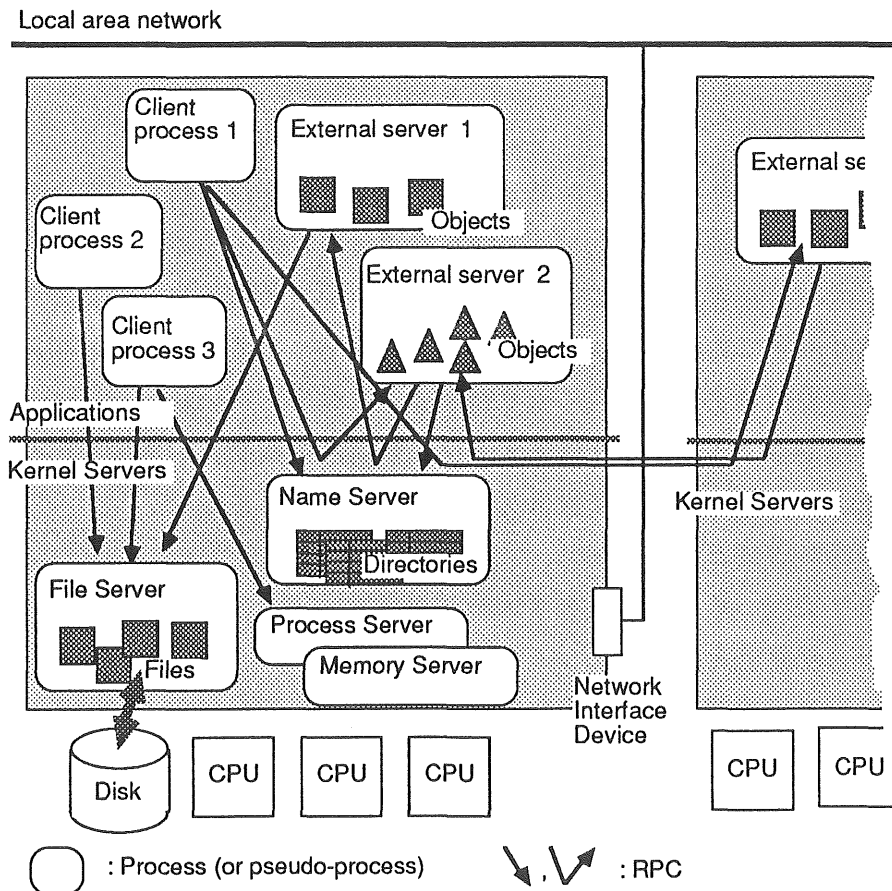 Local area network
Client
process 1
External server 1
Objects
Client
process 2
External server 2
Objects
Client
process 3
Applications
Kernel Servers
Name Server
Directories
File Server
Files
Process Server
Memory Server
Network
Interface
Device
Disk
CPU
CPU
CPU
External se
Kernel Servers
CPU
CPU
: Process (or pseudo-process)
, : RPC